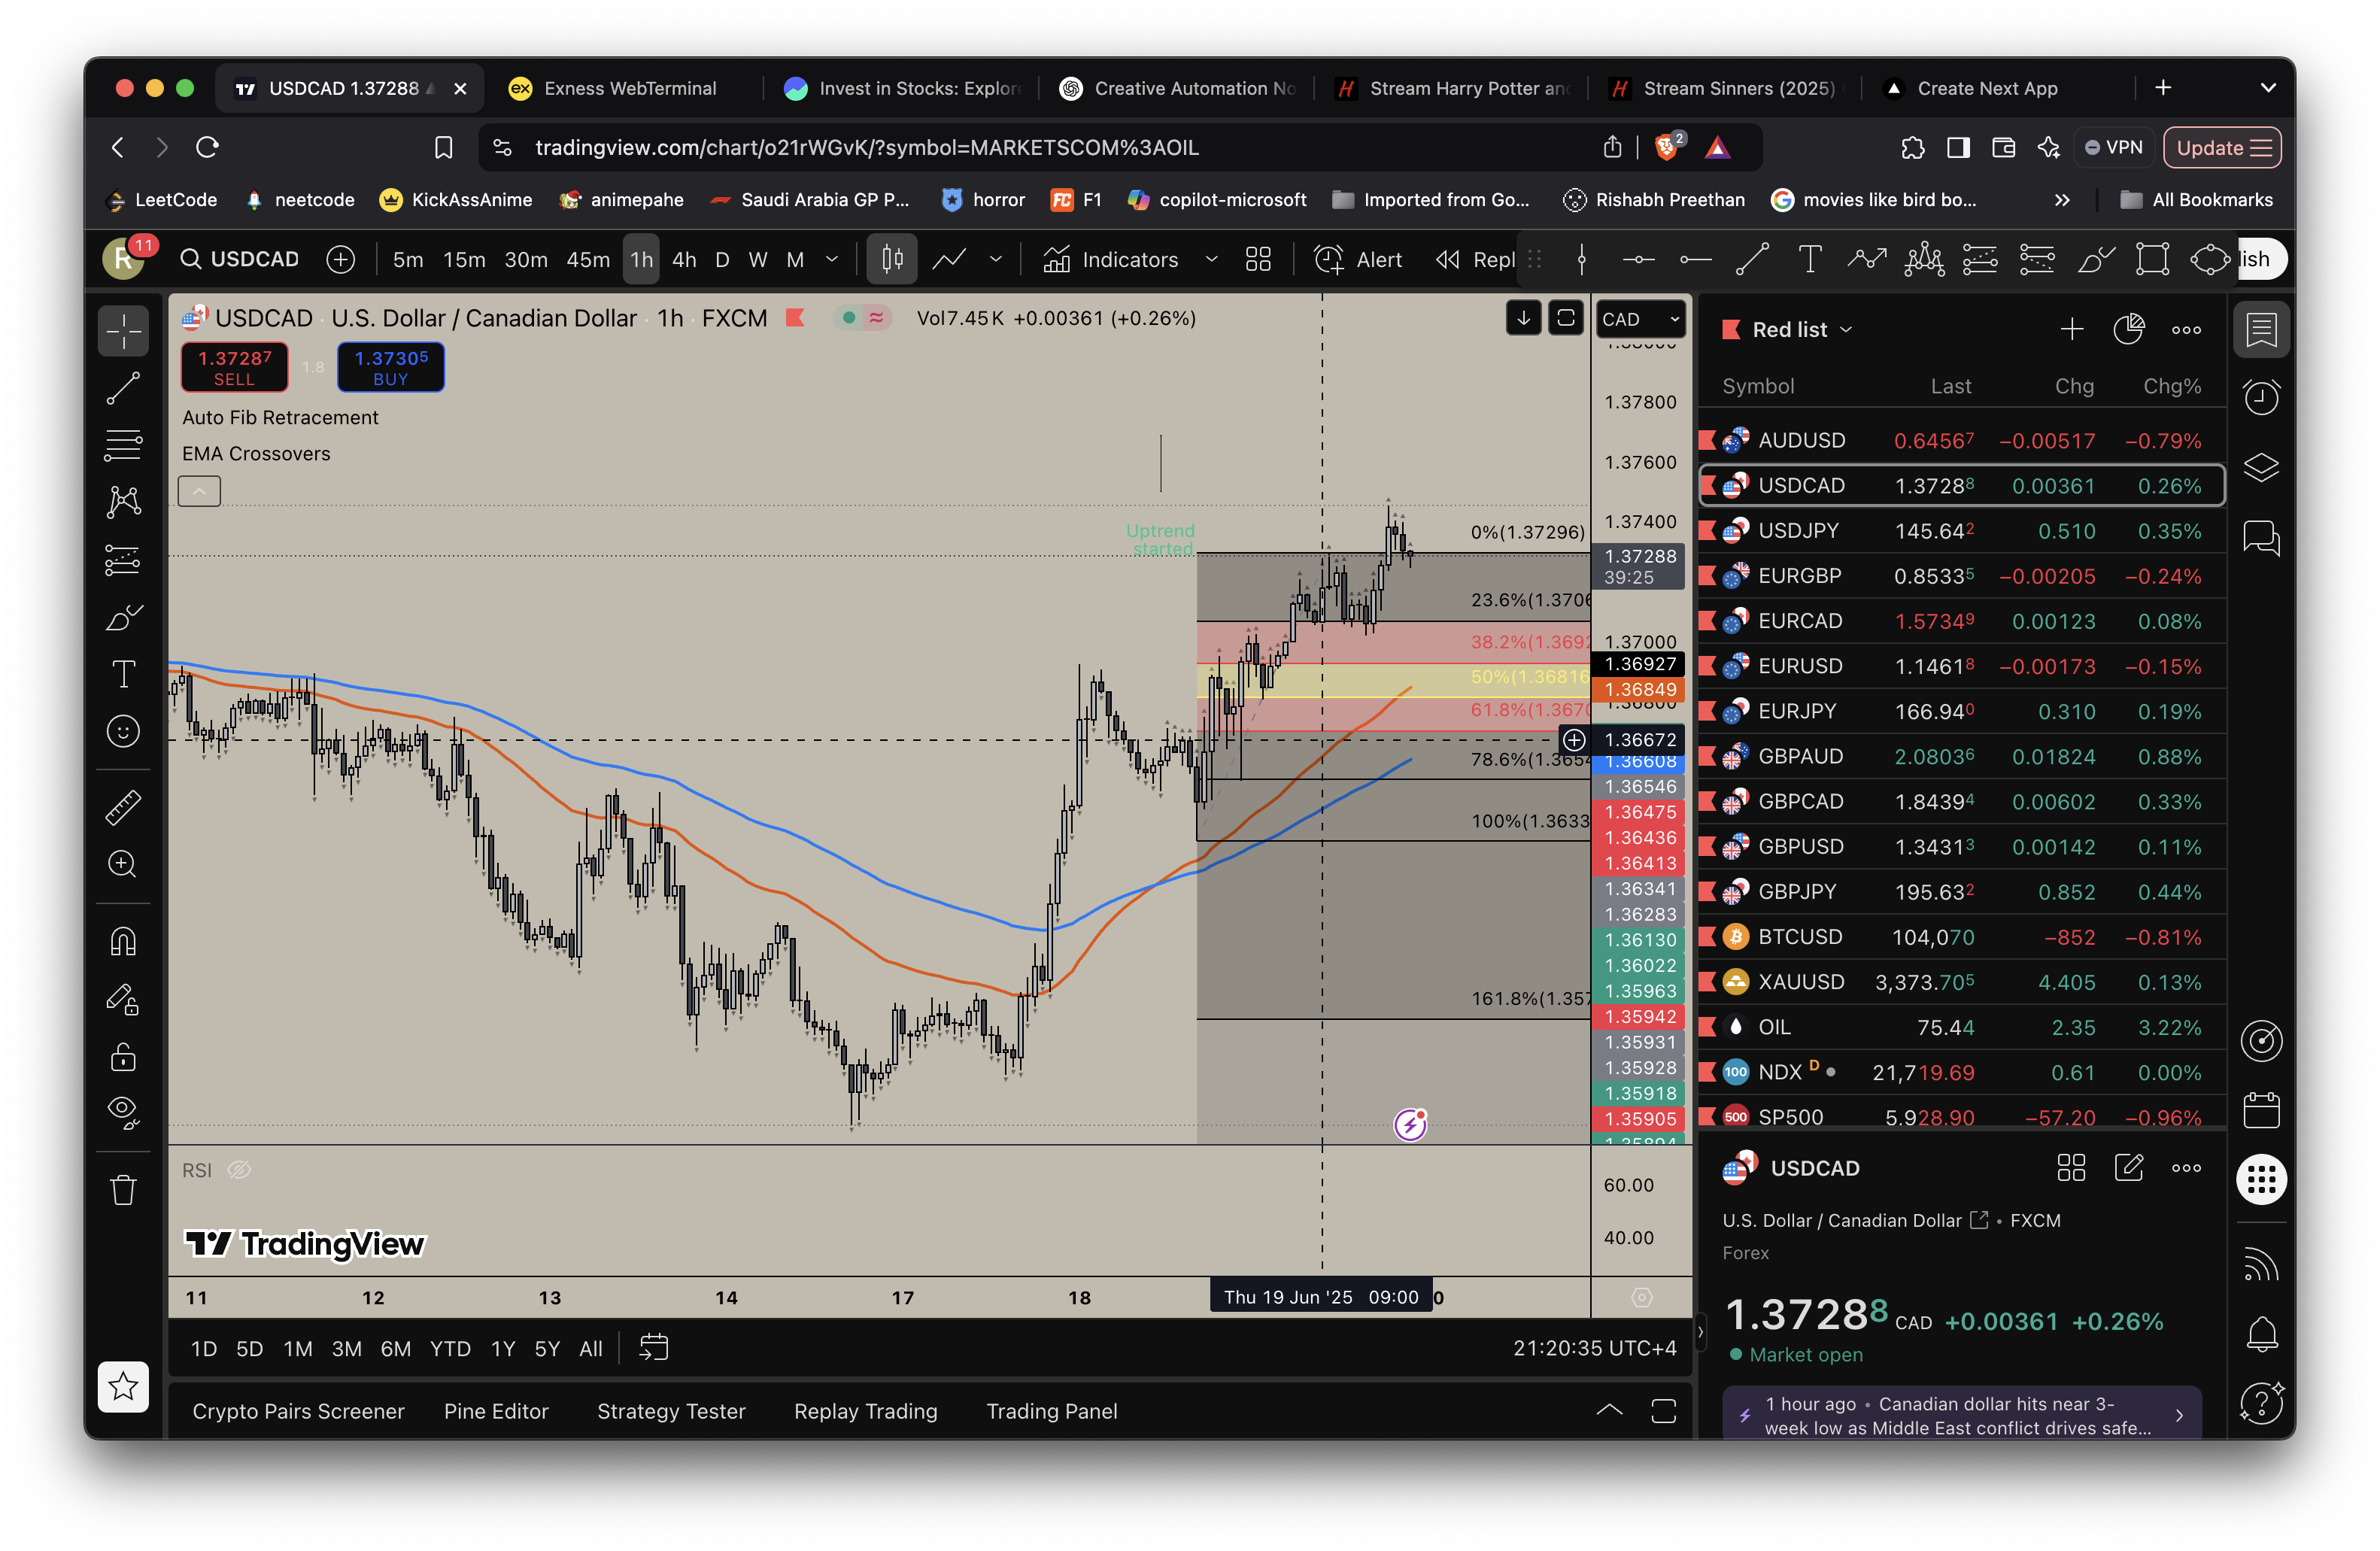 USDCAD 1.37288
Exness WebTerminal
Invest in Stocks: Explor
Creative Automation No
Stream Harry Potter an
Stream Sinners (2025)
Create Next App
tradingview.com/chart/o21rWGvK/?symbol=MARKETSCOM%3AOIL
2
VPN
Update
LeetCode
neetcode
KickAssAnime
animepahe
Saudi Arabia GP P...
horror
F1
copilot-microsoft
Imported from Go...
Rishabh Preethan
movies like bird bo...
All Bookmarks
R
11
USDCAD
5m 15m 30m 45m 1h 4h D W M
Indicators
Alert
Repl
lish
USDCAD · U.S. Dollar / Canadian Dollar · 1h · FXCM
Vol 7.45 K +0.00361 (+0.26%)
1.37287
SELL
1.8
1.37305
BUY
Auto Fib Retracement
EMA Crossovers
Uptrend
started
0%(1.37296)
23.6%(1.3706
38.2%(1.3692
50%(1.36816
61.8%(1.3670
78.6%(1.3654
100%(1.3633
161.8%(1.357
CAD
1.37800
1.37600
1.37400
1.37288
39:25
1.37000
1.36927
1.36849
1.36800
1.36672
1.36608
1.36546
1.36475
1.36436
1.36413
1.36341
1.36283
1.36130
1.36022
1.35963
1.35942
1.35931
1.35928
1.35918
1.35905
RSI
60.00
40.00
TradingView
11 12 13 14 17 18 Thu 19 Jun '25 09:00 0
1D 5D 1M 3M 6M YTD 1Y 5Y All
21:20:35 UTC+4
Crypto Pairs Screener Pine Editor Strategy Tester Replay Trading Trading Panel
Red list
Symbol Last Chg Chg%
AUDUSD 0.64567 −0.00517 −0.79%
USDCAD 1.37288 0.00361 0.26%
USDJPY 145.642 0.510 0.35%
EURGBP 0.85335 −0.00205 −0.24%
EURCAD 1.57349 0.00123 0.08%
EURUSD 1.14618 −0.00173 −0.15%
EURJPY 166.940 0.310 0.19%
GBPAUD 2.08036 0.01824 0.88%
GBPCAD 1.84394 0.00602 0.33%
GBPUSD 1.34313 0.00142 0.11%
GBPJPY 195.632 0.852 0.44%
BTCUSD 104,070 −852 −0.81%
XAUUSD 3,373.705 4.405 0.13%
OIL 75.44 2.35 3.22%
100 NDX D 21,719.69 0.61 0.00%
500 SP500 5,928.90 −57.20 −0.96%
USDCAD
U.S. Dollar / Canadian Dollar • FXCM
Forex
1.37288 CAD +0.00361 +0.26%
Market open
1 hour ago • Canadian dollar hits near 3-
week low as Middle East conflict drives safe...